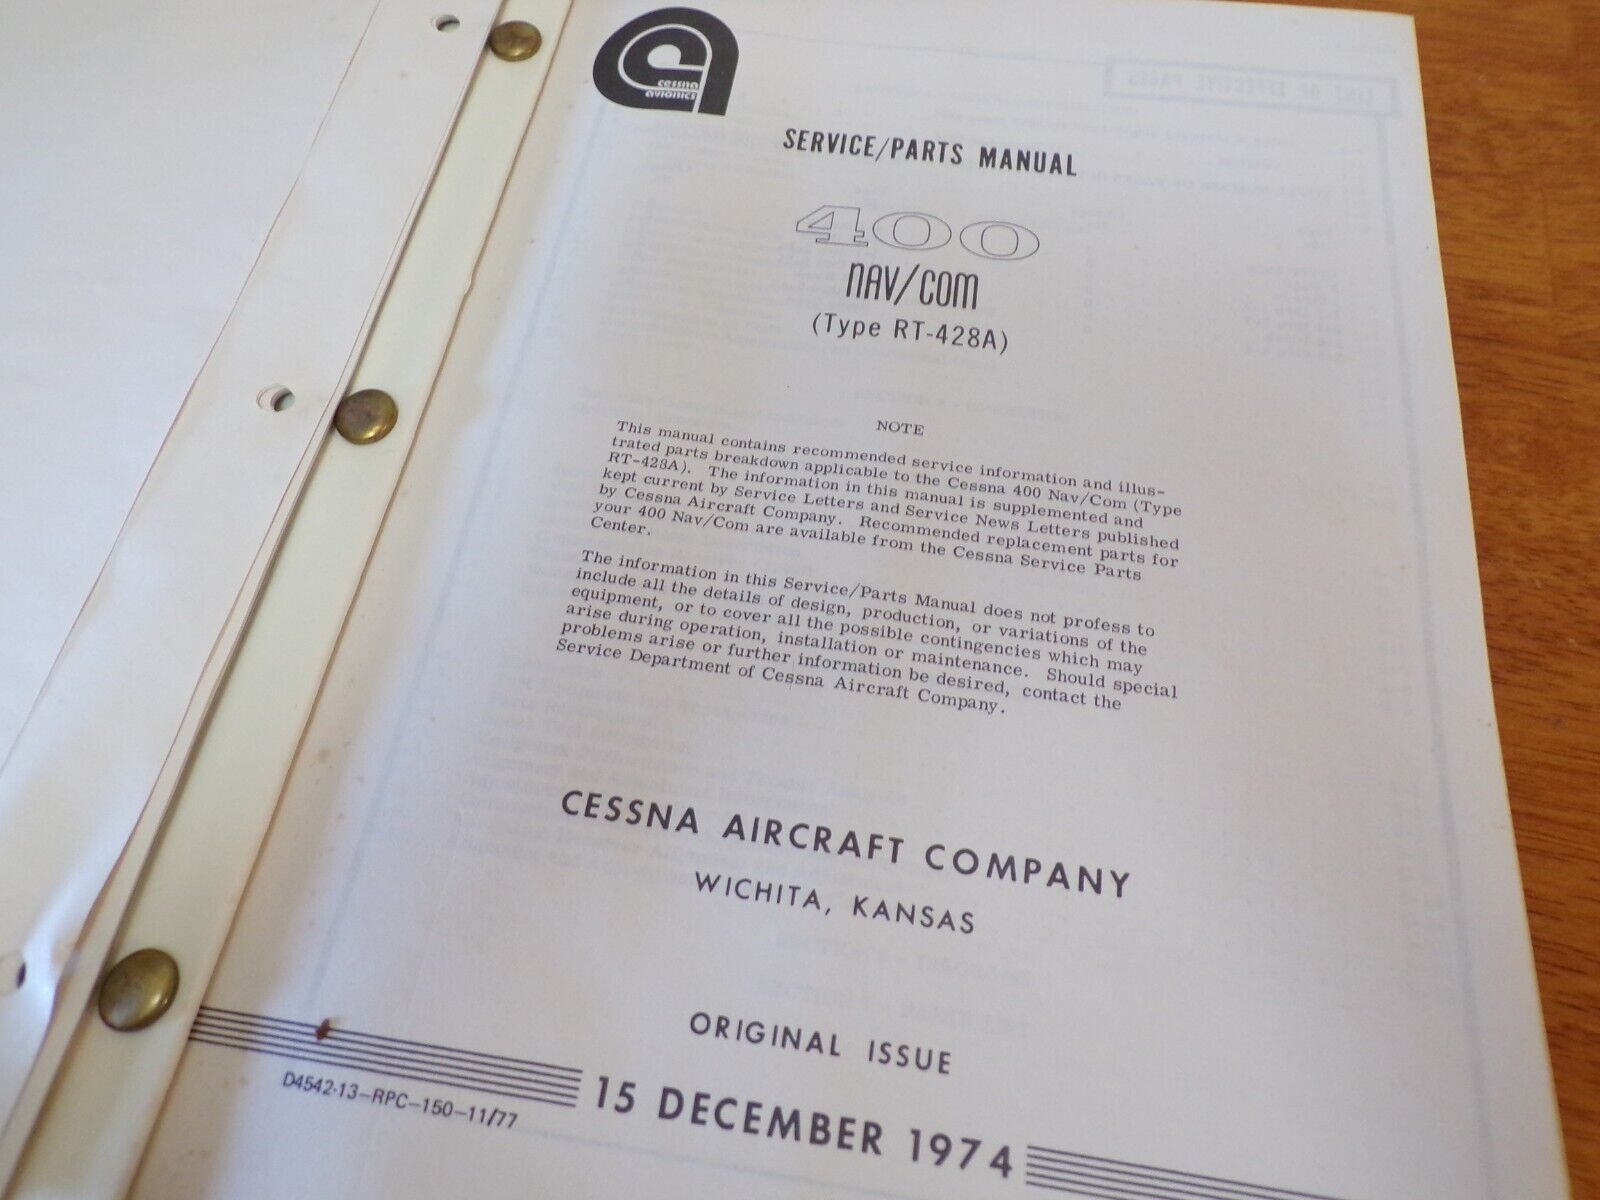 cessna
avionics
SERVICE/PARTS MANUAL
400
NAV/COM
(Type RT-428A)
NOTE
This manual contains recommended service information and illus-
trated parts breakdown applicable to the Cessna 400 Nav/Com (Type
RT-428A). The information in this manual is supplemented and
kept current by Service Letters and Service News Letters published
by Cessna Aircraft Company. Recommended replacement parts for
your 400 Nav/Com are available from the Cessna Service Parts
Center.
The information in this Service/Parts Manual does not profess to
include all the details of design, production, or variations of the
equipment, or to cover all the possible contingencies which may
arise during operation, installation or maintenance. Should special
problems arise or further information be desired, contact the
Service Department of Cessna Aircraft Company.
CESSNA AIRCRAFT COMPANY
WICHITA, KANSAS
ORIGINAL ISSUE
15 DECEMBER 1974
D4542-13-RPC-150-11/77
LIST OF EFFECTIVE PAGES